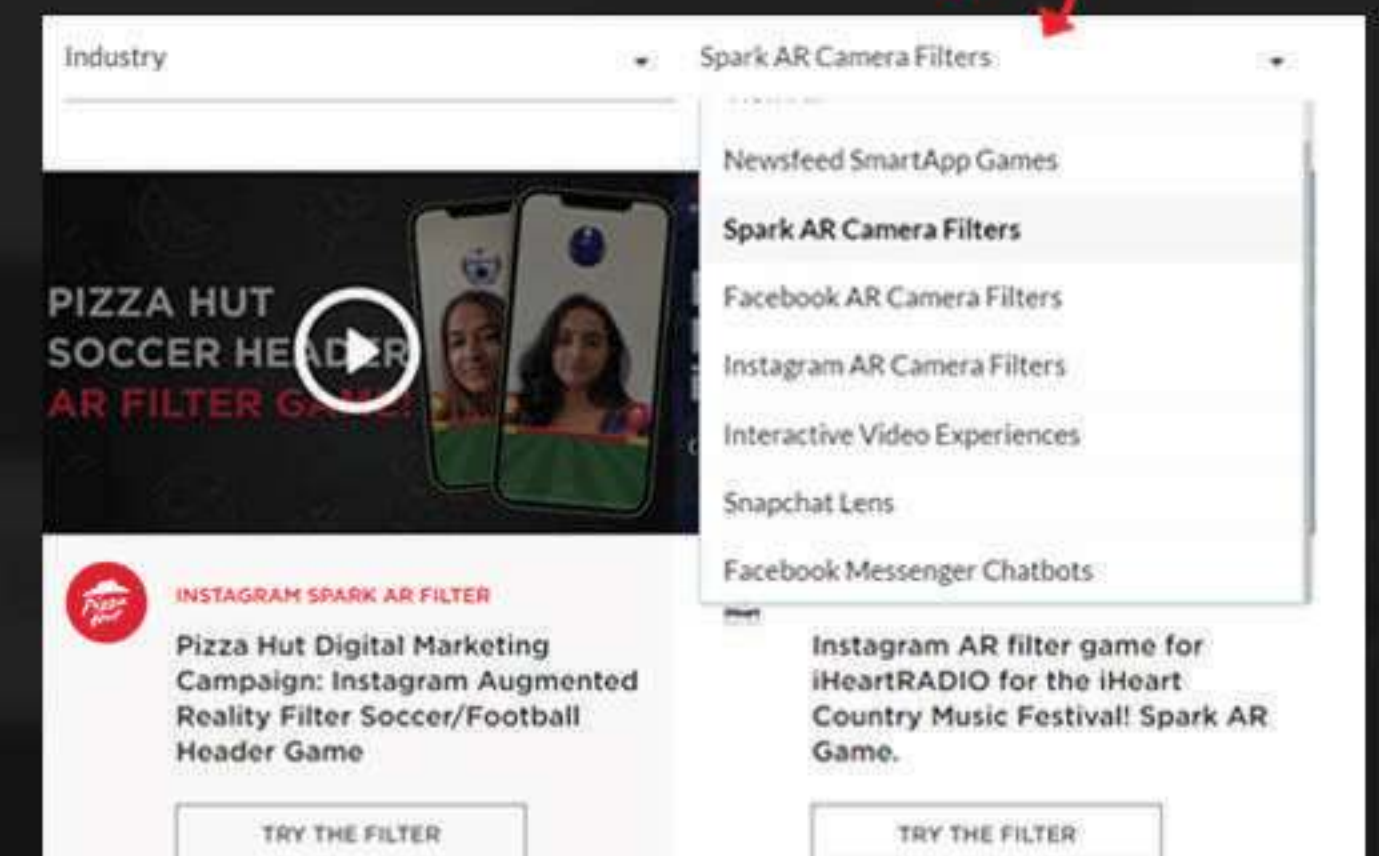 Industry
Spark AR Camera Filters
Newsfeed SmartApp Games
Spark AR Camera Filters
Facebook AR Camera Filters
Instagram AR Camera Filters
Interactive Video Experiences
Snapchat Lens
Facebook Messenger Chatbots
PIZZA HUT
SOCCER HEADER
AR FILTER GAME!
Pizza Hut
INSTAGRAM SPARK AR FILTER
Pizza Hut Digital Marketing
Campaign: Instagram Augmented
Reality Filter Soccer/Football
Header Game
TRY THE FILTER
iHeart
Instagram AR filter game for
iHeartRADIO for the iHeart
Country Music Festival! Spark AR
Game.
TRY THE FILTER